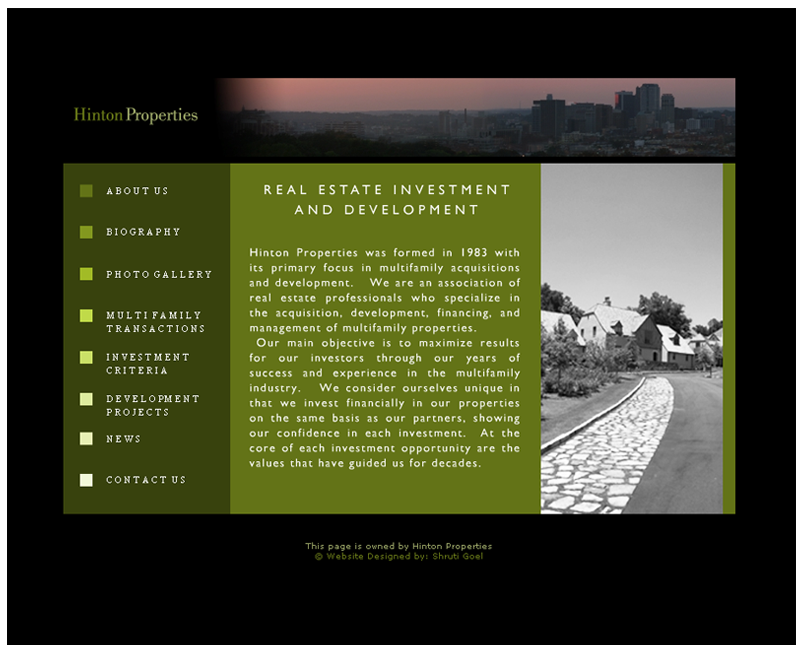 Hinton Properties
ABOUT US
BIOGRAPHY
PHOTO GALLERY
MULTI FAMILY
TRANSACTIONS
INVESTMENT
CRITERIA
DEVELOPMENT
PROJECTS
NEWS
CONTACT US
REAL ESTATE INVESTMENT
AND DEVELOPMENT
Hinton Properties was formed in 1983 with
its primary focus in multifamily acquisitions
and development. We are an association of
real estate professionals who specialize in
the acquisition, development, financing, and
management of multifamily properties.
Our main objective is to maximize results
for our investors through our years of
success and experience in the multifamily
industry. We consider ourselves unique in
that we invest financially in our properties
on the same basis as our partners, showing
our confidence in each investment. At the
core of each investment opportunity are the
values that have guided us for decades.
This page is owned by Hinton Properties
© Website Designed by: Shruti Goel